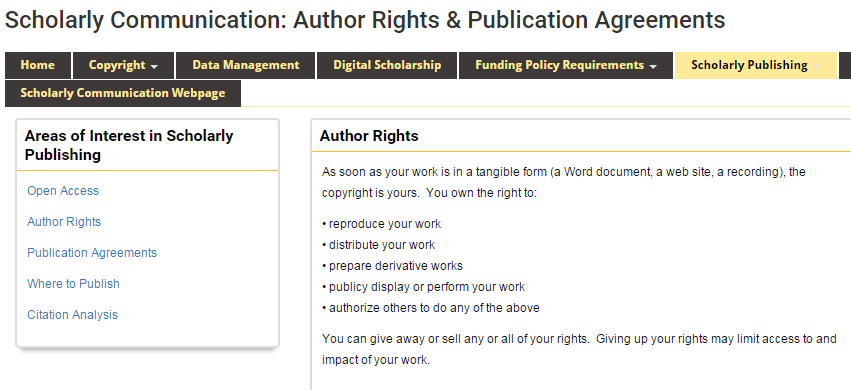 Scholarly Communication: Author Rights & Publication Agreements
Home Copyright Data Management Digital Scholarship Funding Policy Requirements Scholarly Publishing
Scholarly Communication Webpage
Areas of Interest in Scholarly
Publishing
Open Access
Author Rights
Publication Agreements
Where to Publish
Citation Analysis
Author Rights
As soon as your work is in a tangible form (a Word document, a web site, a recording), the
copyright is yours. You own the right to:
• reproduce your work
• distribute your work
• prepare derivative works
• publicy display or perform your work
• authorize others to do any of the above
You can give away or sell any or all of your rights. Giving up your rights may limit access to and
impact of your work.